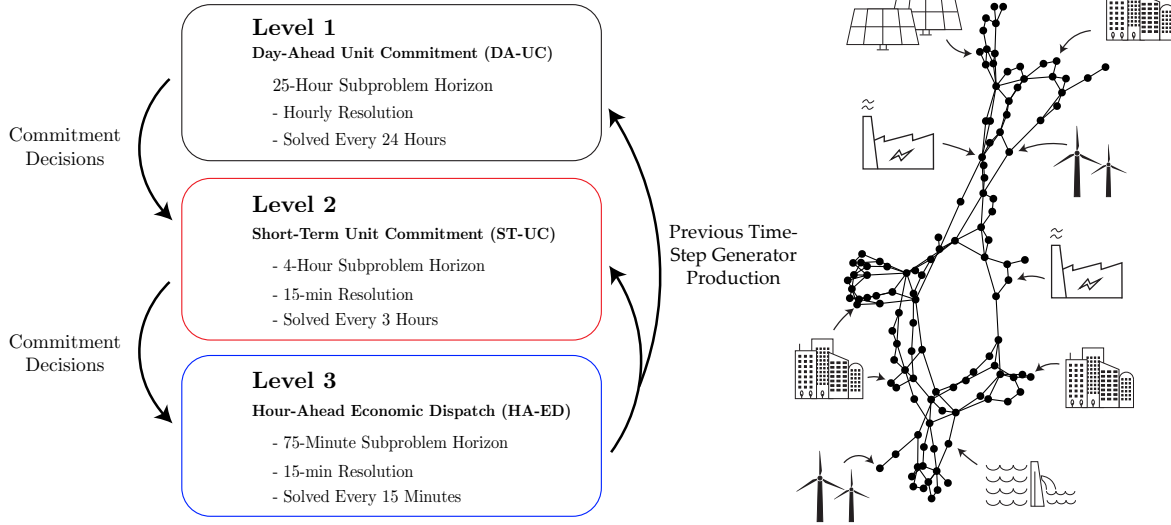 Level 1
Day-Ahead Unit Commitment (DA-UC)
25-Hour Subproblem Horizon
- Hourly Resolution
- Solved Every 24 Hours
Commitment
Decisions
Level 2
Short-Term Unit Commitment (ST-UC)
- 4-Hour Subproblem Horizon
- 15-min Resolution
- Solved Every 3 Hours
Previous Time-
Step Generator
Production
Commitment
Decisions
Level 3
Hour-Ahead Economic Dispatch (HA-ED)
- 75-Minute Subproblem Horizon
- 15-min Resolution
- Solved Every 15 Minutes